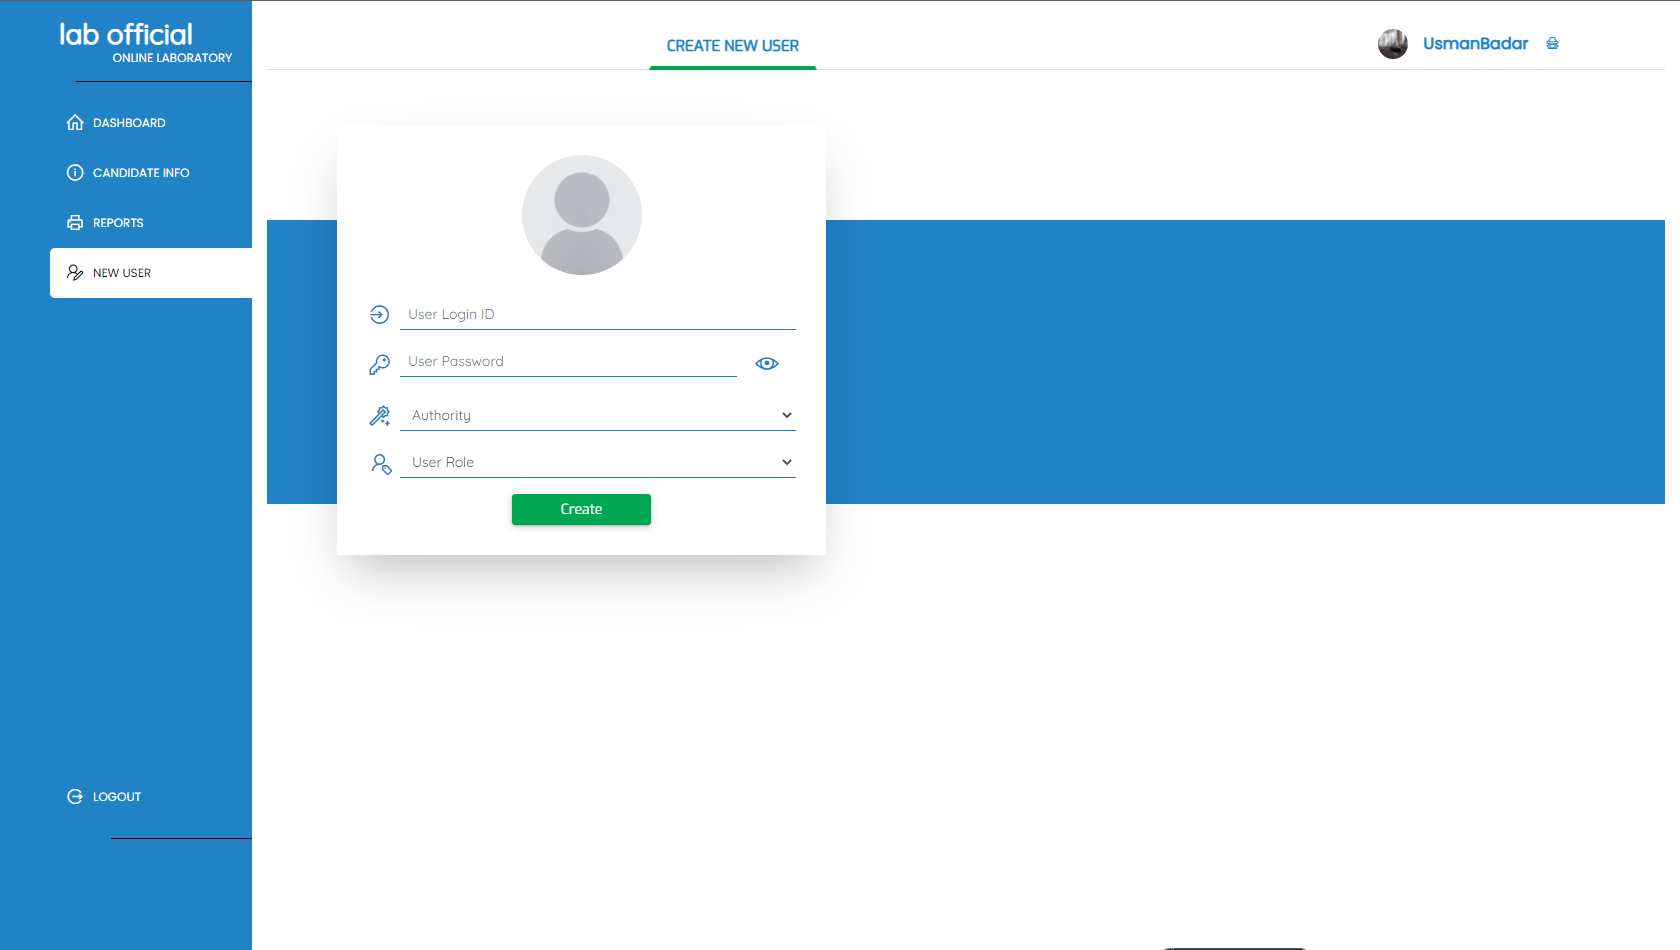 lab official
ONLINE LABORATORY
DASHBOARD
CANDIDATE INFO
REPORTS
NEW USER
LOGOUT
CREATE NEW USER
UsmanBadar
User Login ID
User Password
Authority
User Role
Create